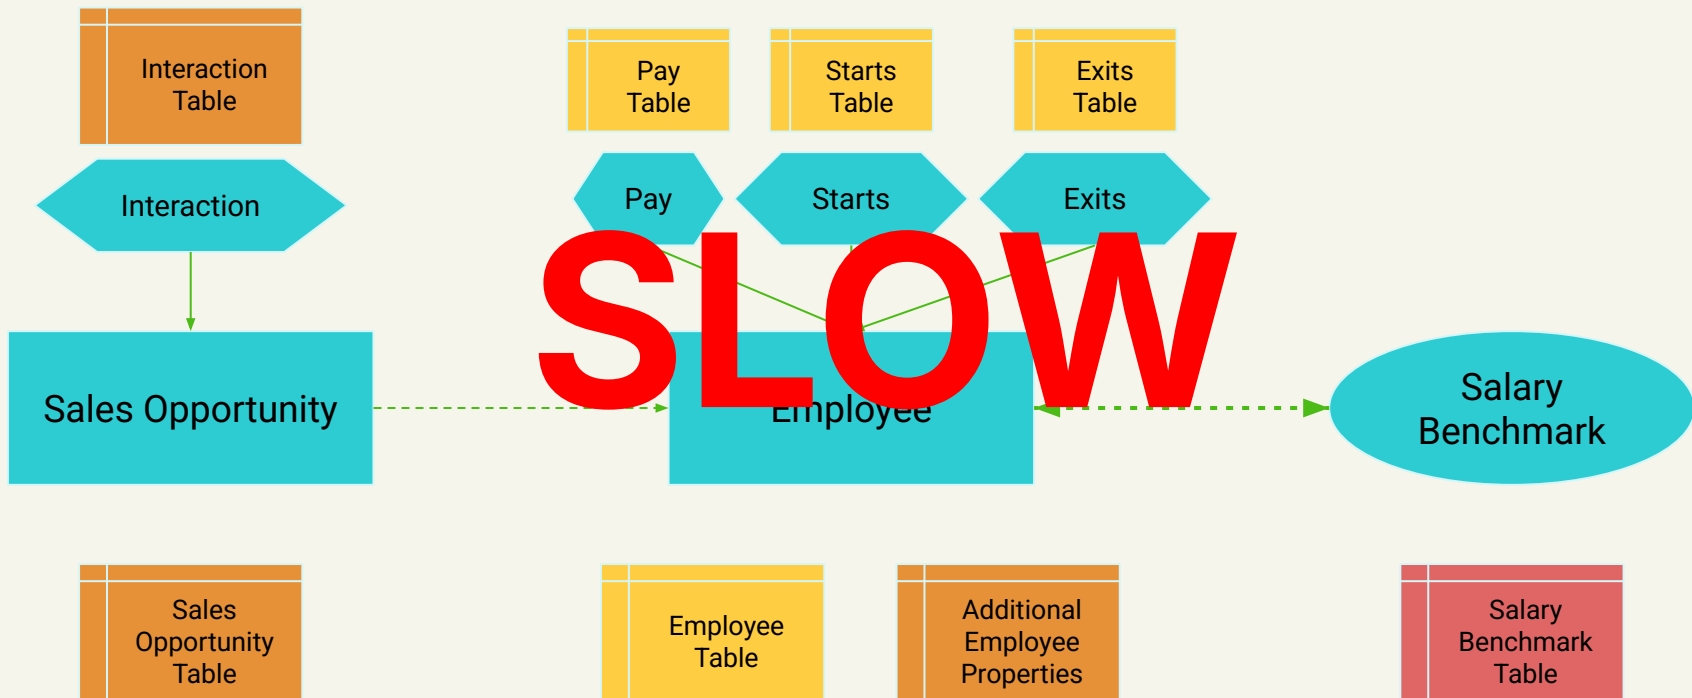 Interaction
Table
Pay
Table
Starts
Table
Exits
Table
Interaction
Pay
Starts
Exits
SLOW
Sales Opportunity
Employee
Salary
Benchmark
Sales
Opportunity
Table
Employee
Table
Additional
Employee
Properties
Salary
Benchmark
Table